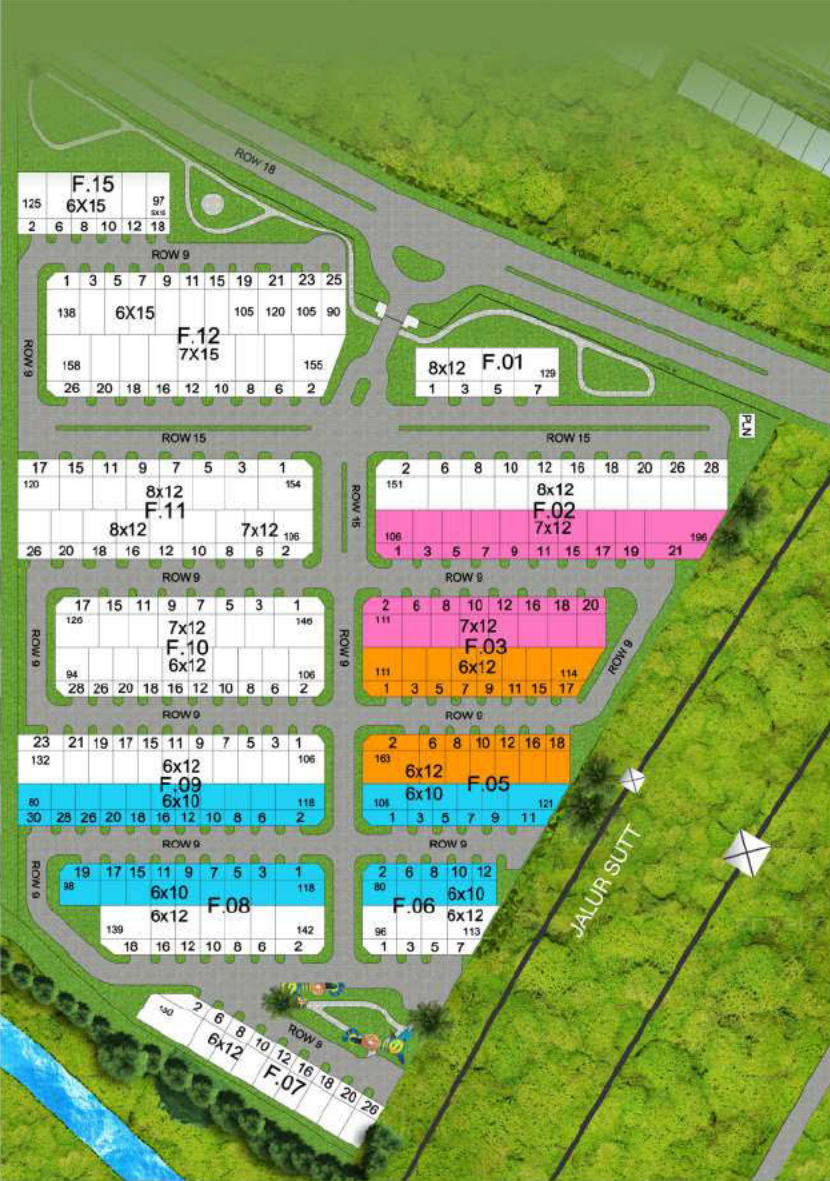 ROW 18
F.15
125
6X15
97
5X15
2 6 8 10 12 18
ROW 9
1 3 5 7 9 11 15 19 21 23 25
138
6X15
105 120 105 90
F.12
7X15
158
155
26 20 18 16 12 10 8 6 2
ROW 9
8x12
F.01
129
1 3 5 7
PLN
ROW 15
ROW 15
17 15 11 9 7 5 3 1
120
154
8x12
F.11
8x12
7x12
106
26 20 18 16 12 10 8 6 2
ROW 15
2 6 8 10 12 16 18 20 26 28
151
8x12
F.02
7x12
106
196
1 3 5 7 9 11 15 17 19 21
ROW 9
ROW 9
17 15 11 9 7 5 3 1
126
146
7x12
F.10
6x12
94
106
28 26 20 18 16 12 10 8 6 2
ROW 9
ROW 9
2 6 8 10 12 16 18 20
111
7x12
F.03
6x12
111
114
1 3 5 7 9 11 15 17
ROW 9
ROW 9
ROW 9
23 21 19 17 15 11 9 7 5 3 1
132
106
6x12
F.09
6x10
80
118
30 28 26 20 18 16 12 10 8 6 2
2 6 8 10 12 16 18
163
6x12
F.05
6x10
106
121
1 3 5 7 9 11
ROW 9
ROW 9
ROW 9
19 17 15 11 9 7 5 3 1
98
118
6x10
F.08
6x12
139
142
18 16 12 10 8 6 2
2 6 8 10 12
80
6x10
F.06
6x12
96
113
1 3 5 7
JALUR SUTT
2 6 8 10 12 16 18 20 26
6x12
F.07
ROW 8